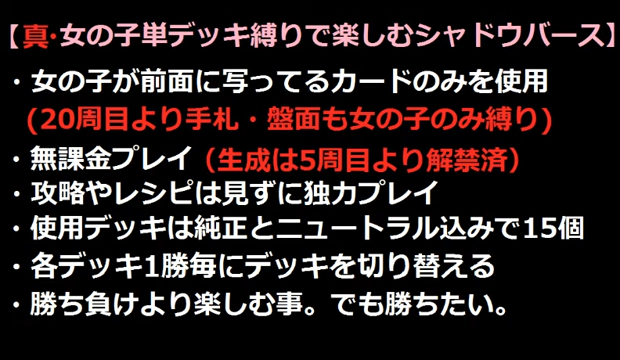 【真・女の子単デッキ縛りで楽しむシャドウバース】
・女の子が前面に写ってるカードのみを使用
(20周目より手札・盤面も女の子のみ縛り)
・無課金プレイ(生成は5周目より解禁済)
・攻略やレシピは見ずに独力プレイ
・使用デッキは純正とニュートラル込みで15個
・各デッキ1勝毎にデッキを切り替える
・勝ち負けより楽しむ事。でも勝ちたい。